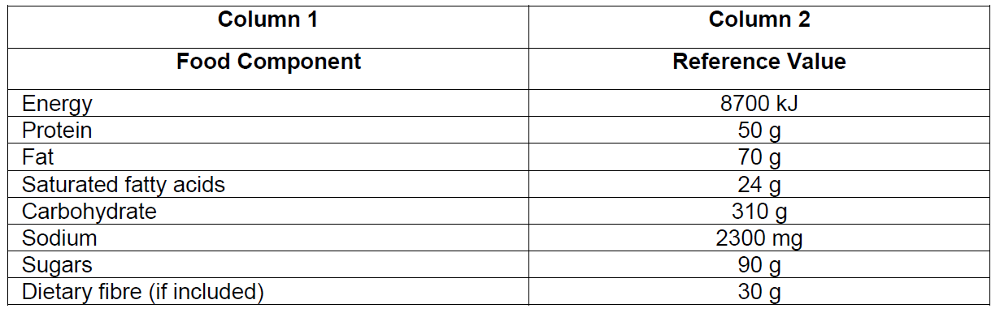 Column 1 Column 2
Food Component Reference Value
Energy 8700 kJ
Protein 50 g
Fat 70 g
Saturated fatty acids 24 g
Carbohydrate 310 g
Sodium 2300 mg
Sugars 90 g
Dietary fibre (if included) 30 g